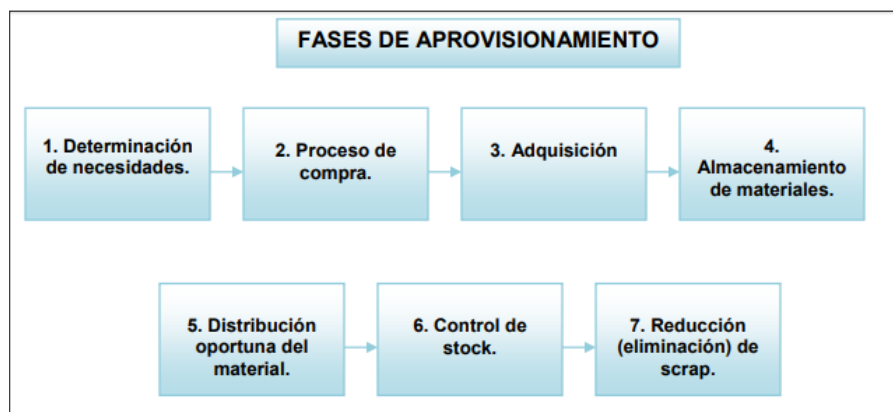 FASES DE APROVISIONAMIENTO
1. Determinación
de necesidades.
2. Proceso de
compra.
3. Adquisición
4.
Almacenamiento
de materiales.
5. Distribución
oportuna del
material.
6. Control de
stock.
7. Reducción
(eliminación) de
scrap.